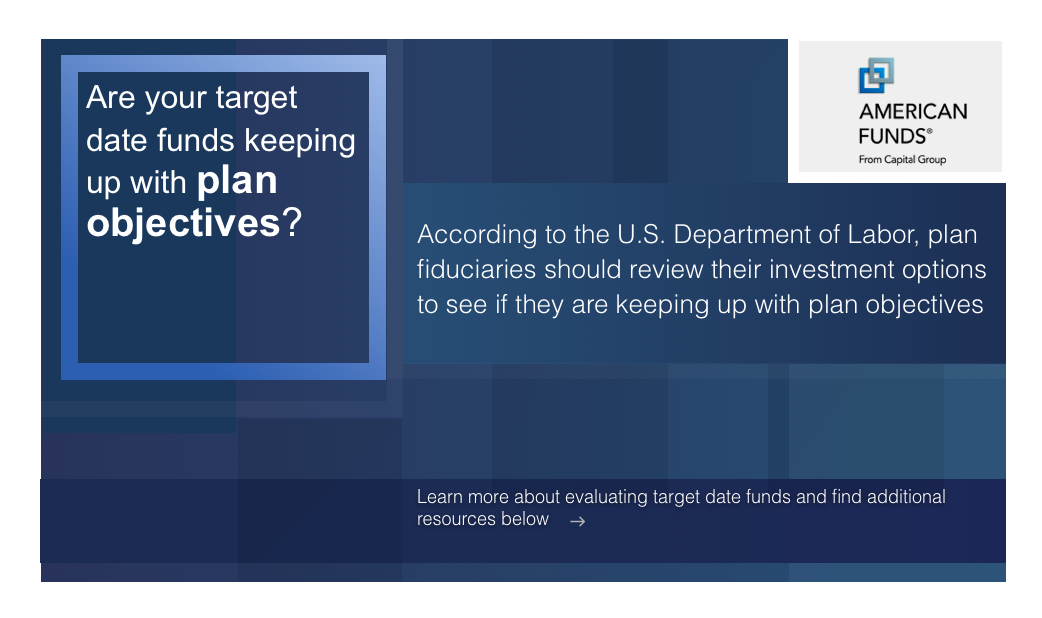 Are your target
date funds keeping
up with plan
objectives?
AMERICAN
FUNDS®
From Capital Group
According to the U.S. Department of Labor, plan
fiduciaries should review their investment options
to see if they are keeping up with plan objectives
Learn more about evaluating target date funds and find additional
resources below →